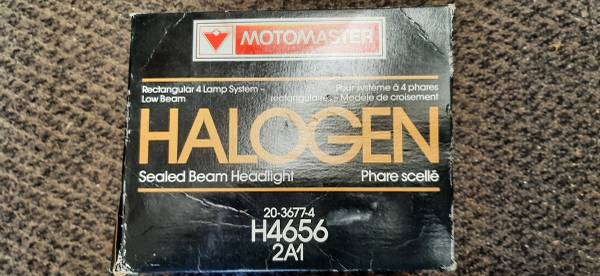 MOTOMASTER
Rectangular 4 Lamp System –
Low Beam
Pour système à 4 phares
rectangulaires – Modèle de croisement
HALOGEN
Sealed Beam Headlight
Phare scellé
20-3677-4
H4656
2A1